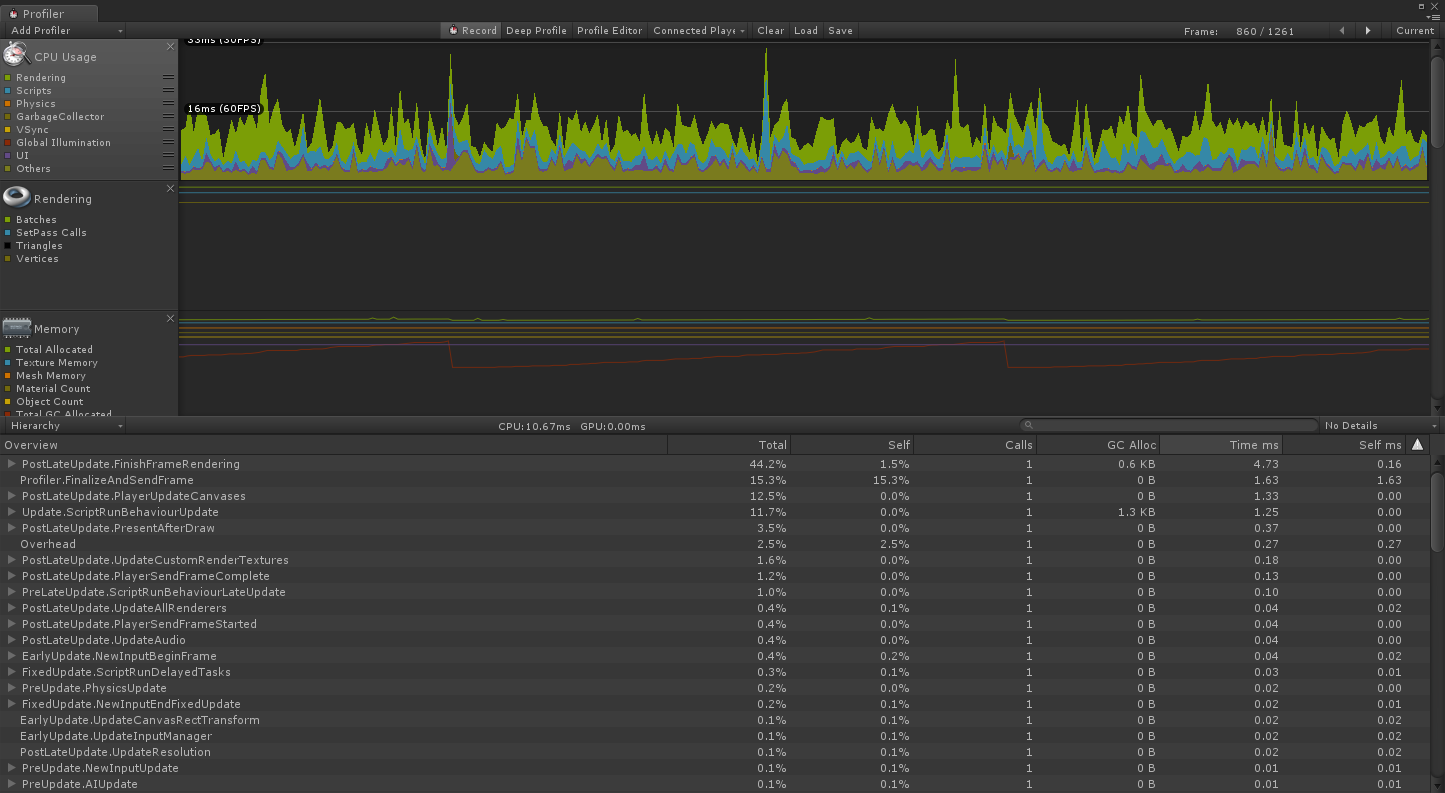 Profiler
Add Profiler Record Deep Profile Profile Editor Connected Playe Clear Load Save Frame: 860 / 1261 Current
CPU Usage
Rendering
Scripts
Physics
GarbageCollector
VSync
Global Illumination
UI
Others
33ms (30FPS)
16ms (60FPS)
Rendering
Batches
SetPass Calls
Triangles
Vertices
Memory
Total Allocated
Texture Memory
Mesh Memory
Material Count
Object Count
Total GC Allocated
Hierarchy CPU:10.67ms GPU:0.00ms No Details
Overview Total Self Calls GC Alloc Time ms Self ms
PostLateUpdate.FinishFrameRendering 44.2% 1.5% 1 0.6 KB 4.73 0.16
Profiler.FinalizeAndSendFrame 15.3% 15.3% 1 0 B 1.63 1.63
PostLateUpdate.PlayerUpdateCanvases 12.5% 0.0% 1 0 B 1.33 0.00
Update.ScriptRunBehaviourUpdate 11.7% 0.0% 1 1.3 KB 1.25 0.00
PostLateUpdate.PresentAfterDraw 3.5% 0.0% 1 0 B 0.37 0.00
Overhead 2.5% 2.5% 1 0 B 0.27 0.27
PostLateUpdate.UpdateCustomRenderTextures 1.6% 0.0% 1 0 B 0.18 0.00
PostLateUpdate.PlayerSendFrameComplete 1.2% 0.0% 1 0 B 0.13 0.00
PreLateUpdate.ScriptRunBehaviourLateUpdate 1.0% 0.0% 1 0 B 0.10 0.00
PostLateUpdate.UpdateAllRenderers 0.4% 0.1% 1 0 B 0.04 0.02
PostLateUpdate.PlayerSendFrameStarted 0.4% 0.0% 1 0 B 0.04 0.00
PostLateUpdate.UpdateAudio 0.4% 0.0% 1 0 B 0.04 0.00
EarlyUpdate.NewInputBeginFrame 0.4% 0.2% 1 0 B 0.04 0.02
FixedUpdate.ScriptRunDelayedTasks 0.3% 0.1% 1 0 B 0.03 0.01
PreUpdate.PhysicsUpdate 0.2% 0.0% 1 0 B 0.02 0.00
FixedUpdate.NewInputEndFixedUpdate 0.2% 0.1% 1 0 B 0.02 0.01
EarlyUpdate.UpdateCanvasRectTransform 0.1% 0.1% 1 0 B 0.02 0.02
EarlyUpdate.UpdateInputManager 0.1% 0.1% 1 0 B 0.02 0.02
PostLateUpdate.UpdateResolution 0.1% 0.1% 1 0 B 0.02 0.02
PreUpdate.NewInputUpdate 0.1% 0.1% 1 0 B 0.01 0.01
PreUpdate.AIUpdate 0.1% 0.1% 1 0 B 0.01 0.01